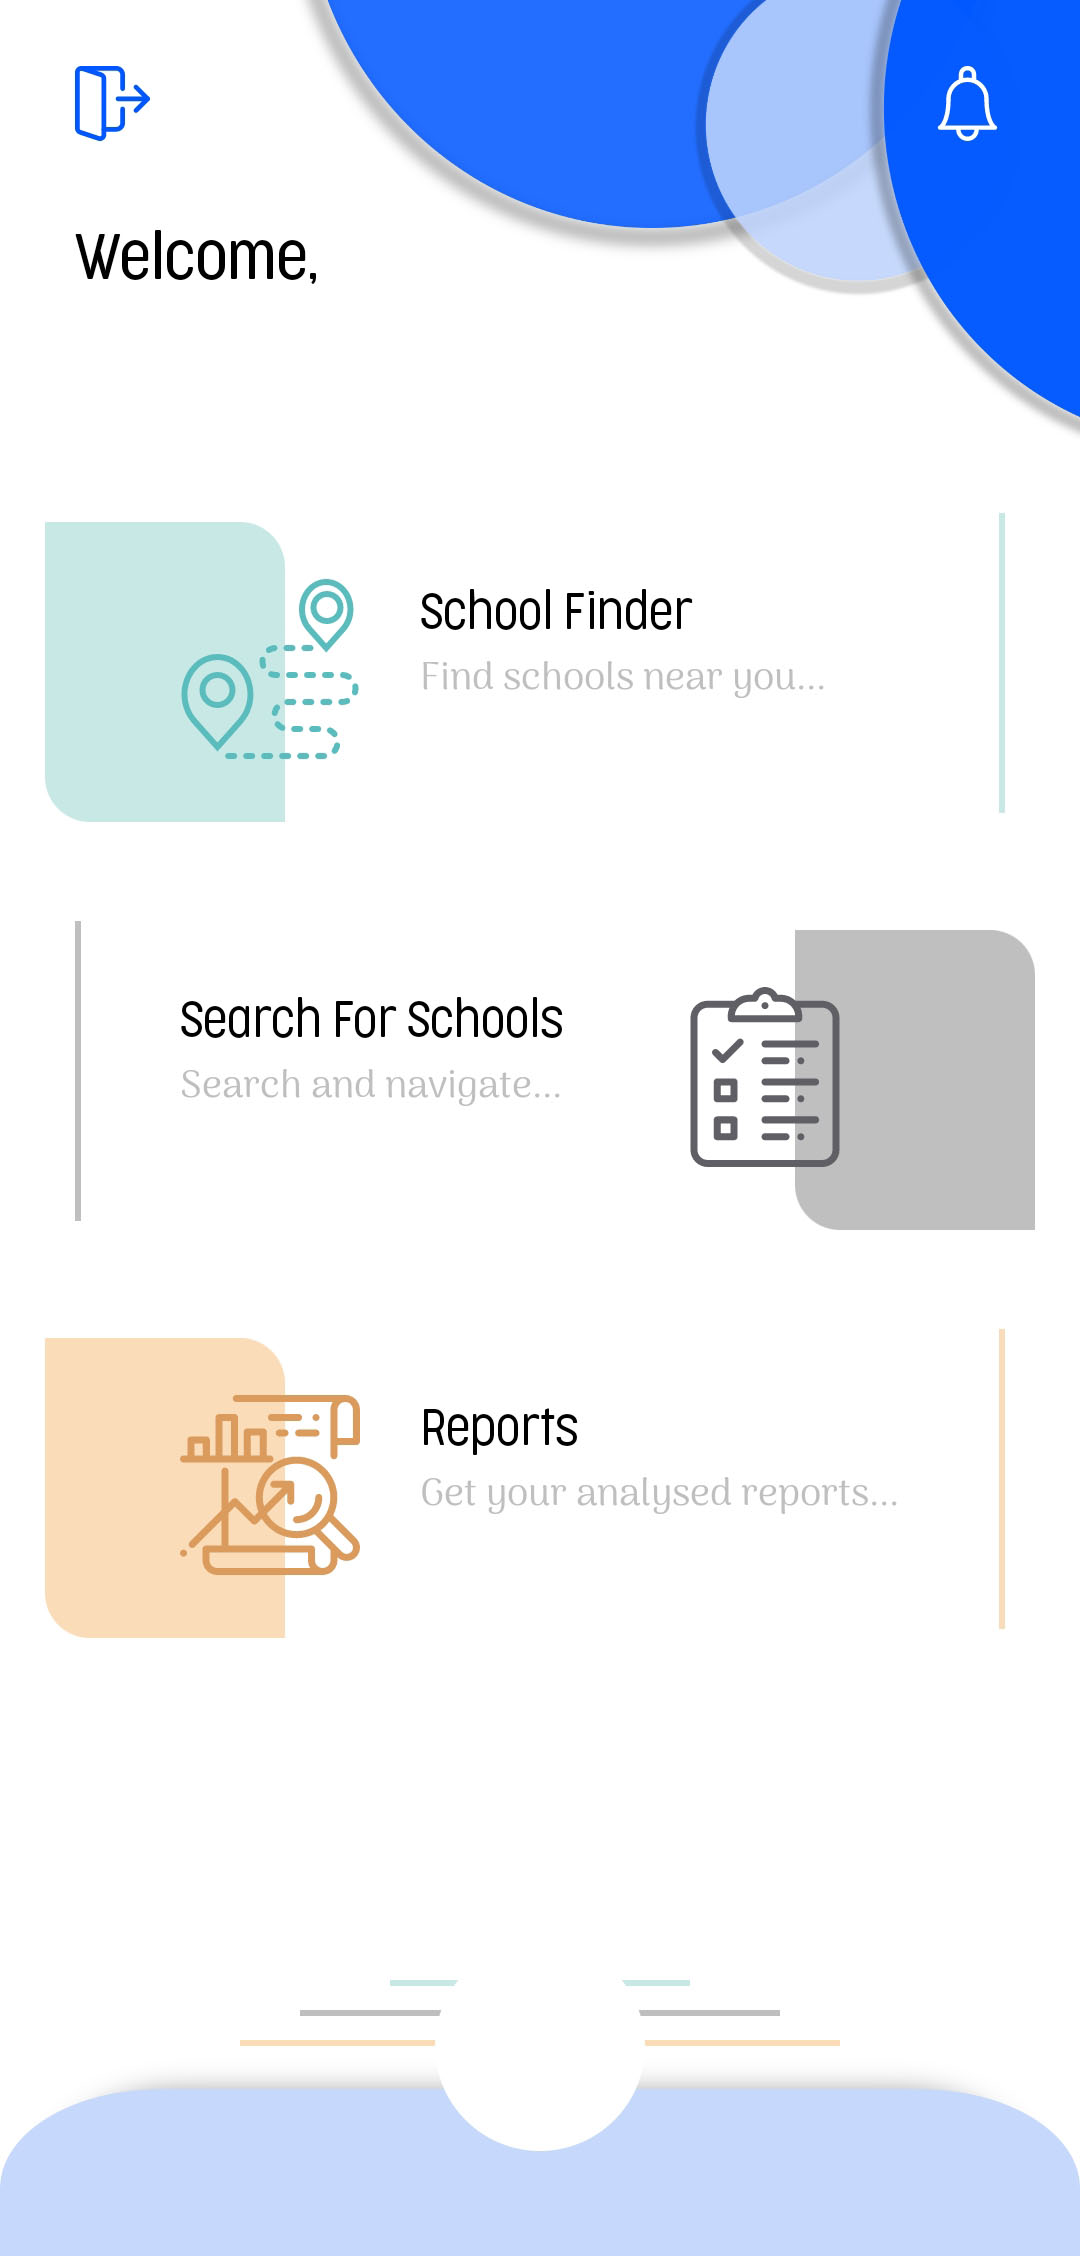 Welcome,
School Finder
Find schools near you...
Search For Schools
Search and navigate...
Reports
Get your analysed reports...